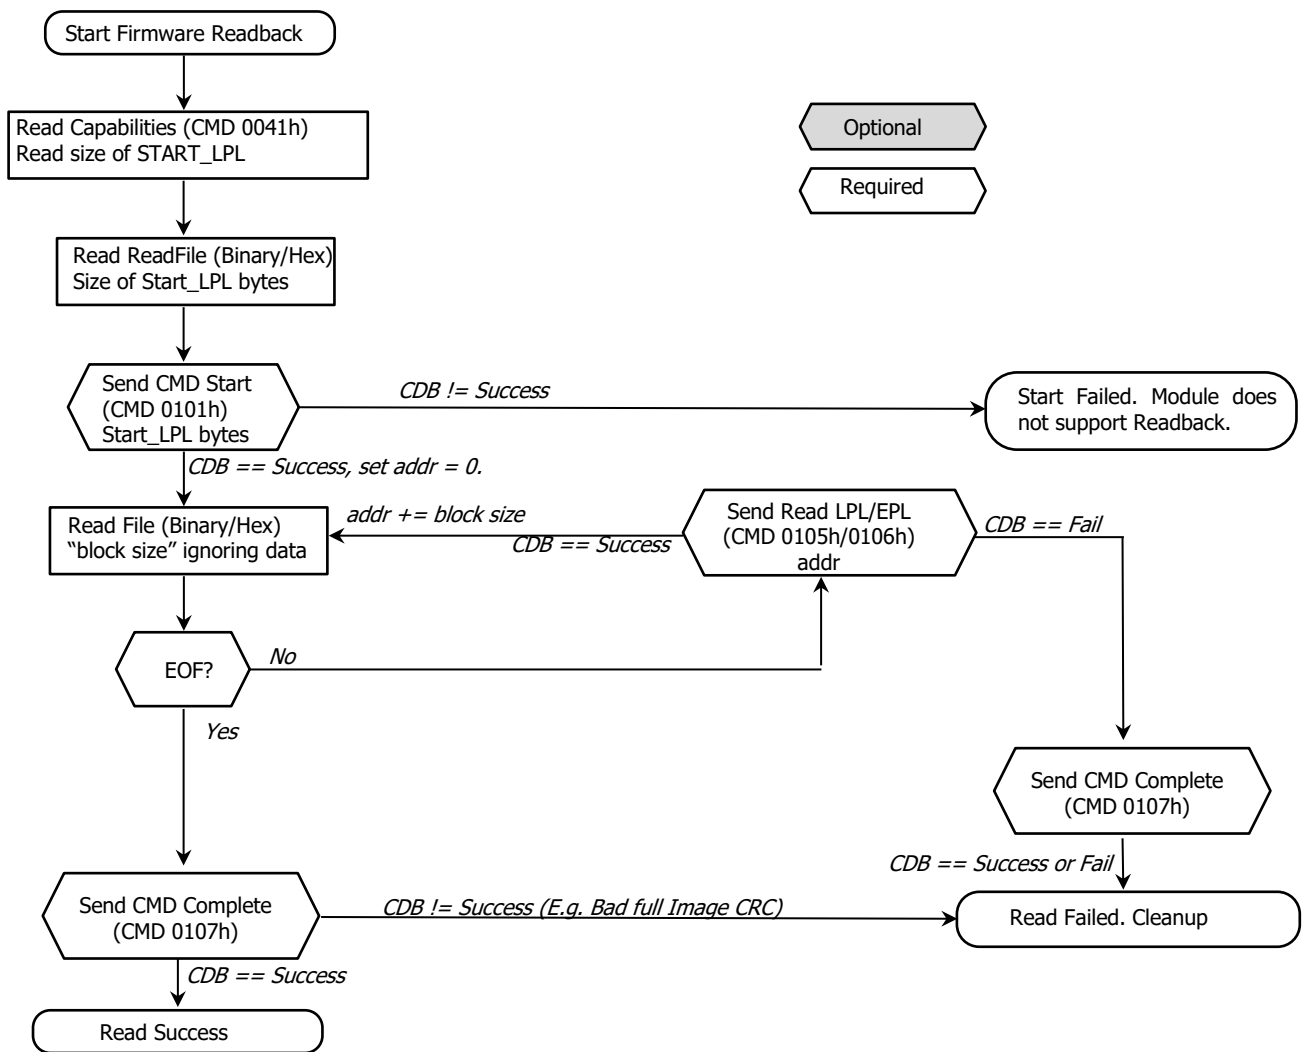 Start Firmware Readback
Read Capabilities (CMD 0041h)
Read size of START_LPL
Optional
Required
Read ReadFile (Binary/Hex)
Size of Start_LPL bytes
Send CMD Start
(CMD 0101h)
Start_LPL bytes
CDB != Success
Start Failed. Module does
not support Readback.
CDB == Success, set addr = 0.
Read File (Binary/Hex)
“block size” ignoring data
addr += block size
CDB == Success
Send Read LPL/EPL
(CMD 0105h/0106h)
addr
CDB == Fail
EOF?
No
Yes
Send CMD Complete
(CMD 0107h)
CDB == Success or Fail
Send CMD Complete
(CMD 0107h)
CDB != Success (E.g. Bad full Image CRC)
Read Failed. Cleanup
CDB == Success
Read Success